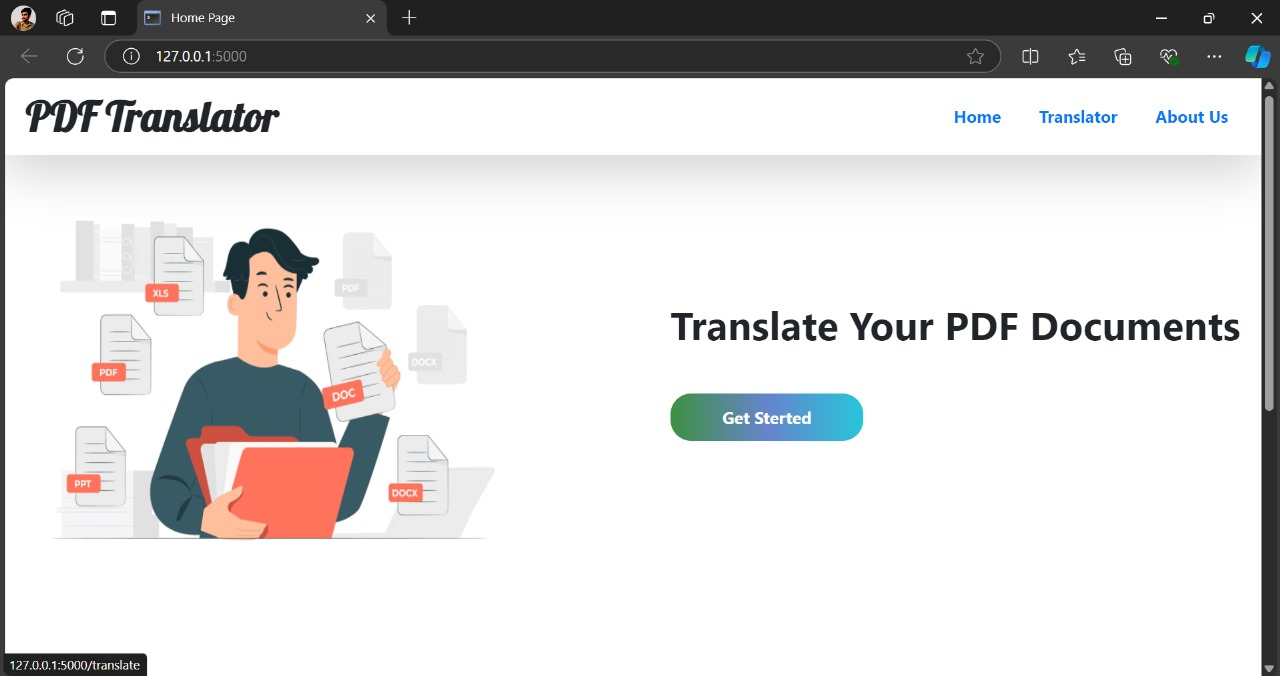 Home Page
127.0.0.1:5000
PDF Translator
Home
Translator
About Us
XLS
PDF
PDF
DOCX
DOC
PPT
DOCX
Translate Your PDF Documents
Get Sterted
127.0.0.1:5000/translate